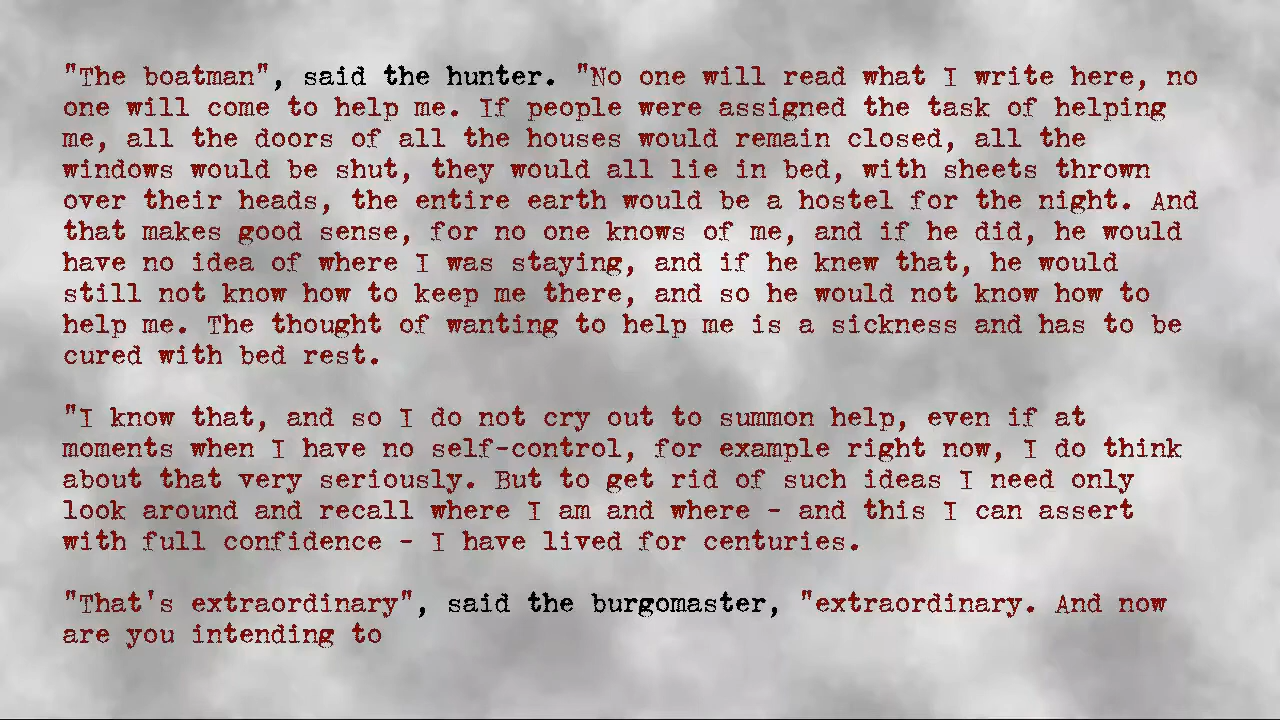 "The boatman", said the hunter. "No one will read what I write here, no
one will come to help me. If people were assigned the task of helping
me, all the doors of all the houses would remain closed, all the
windows would be shut, they would all lie in bed, with sheets thrown
over their heads, the entire earth would be a hostel for the night. And
that makes good sense, for no one knows of me, and if he did, he would
have no idea of where I was staying, and if he knew that, he would
still not know how to keep me there, and so he would not know how to
help me. The thought of wanting to help me is a sickness and has to be
cured with bed rest.
"I know that, and so I do not cry out to summon help, even if at
moments when I have no self-control, for example right now, I do think
about that very seriously. But to get rid of such ideas I need only
look around and recall where I am and where - and this I can assert
with full confidence - I have lived for centuries.
"That's extraordinary", said the burgomaster, "extraordinary. And now
are you intending to